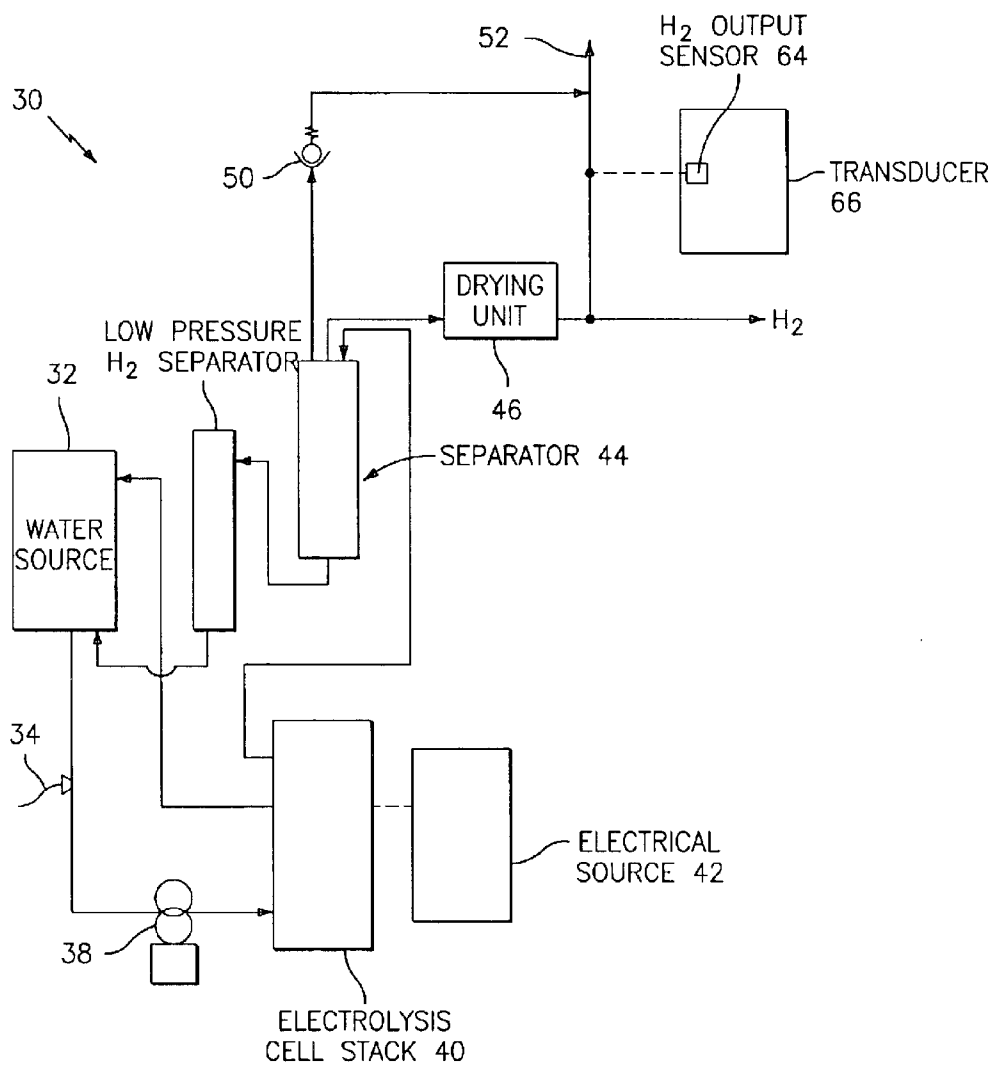 52
H2 OUTPUT
SENSOR 64
30
50
TRANSDUCER
66
DRYING
UNIT
H2
LOW PRESSURE
H2 SEPARATOR
46
32
SEPARATOR 44
WATER
SOURCE
34
ELECTRICAL
SOURCE 42
38
ELECTROLYSIS
CELL STACK 40